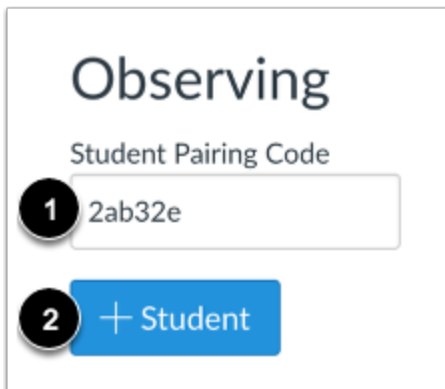 Observing
Student Pairing Code
1 2ab32e
2 + Student